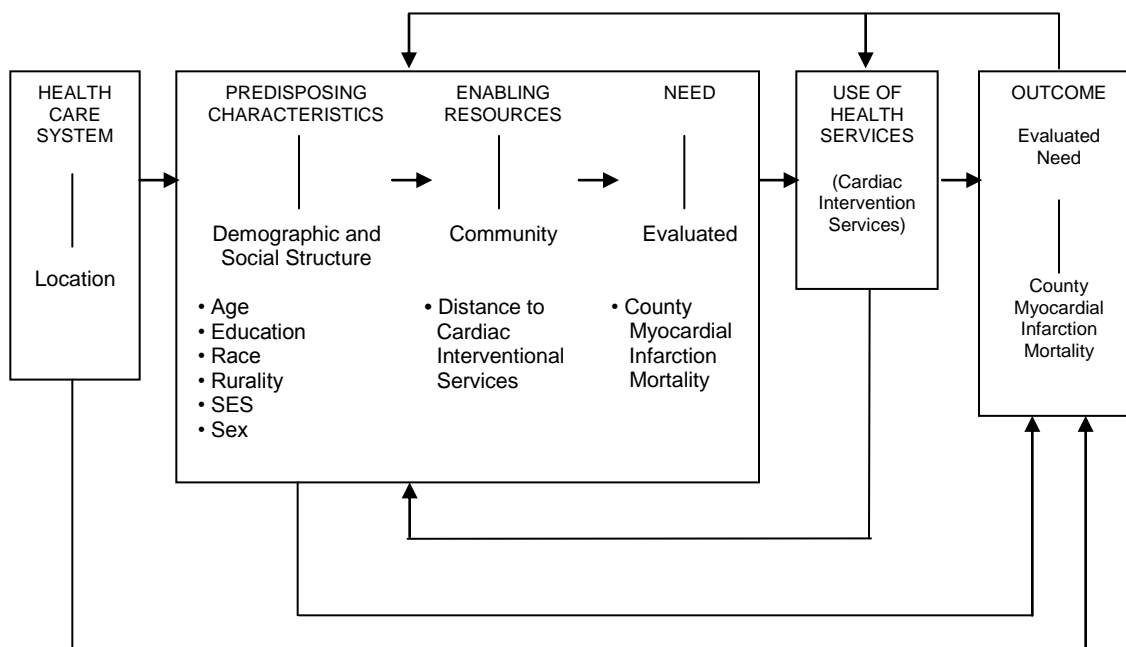 HEALTH
CARE
SYSTEM
Location
PREDISPOSING
CHARACTERISTICS
Demographic and
Social Structure
• Age
• Education
• Race
• Rurality
• SES
• Sex
ENABLING
RESOURCES
Community
• Distance to
Cardiac
Interventional
Services
NEED
Evaluated
• County
Myocardial
Infarction
Mortality
USE OF
HEALTH
SERVICES
(Cardiac
Intervention
Services)
OUTCOME
Evaluated
Need
County
Myocardial
Infarction
Mortality